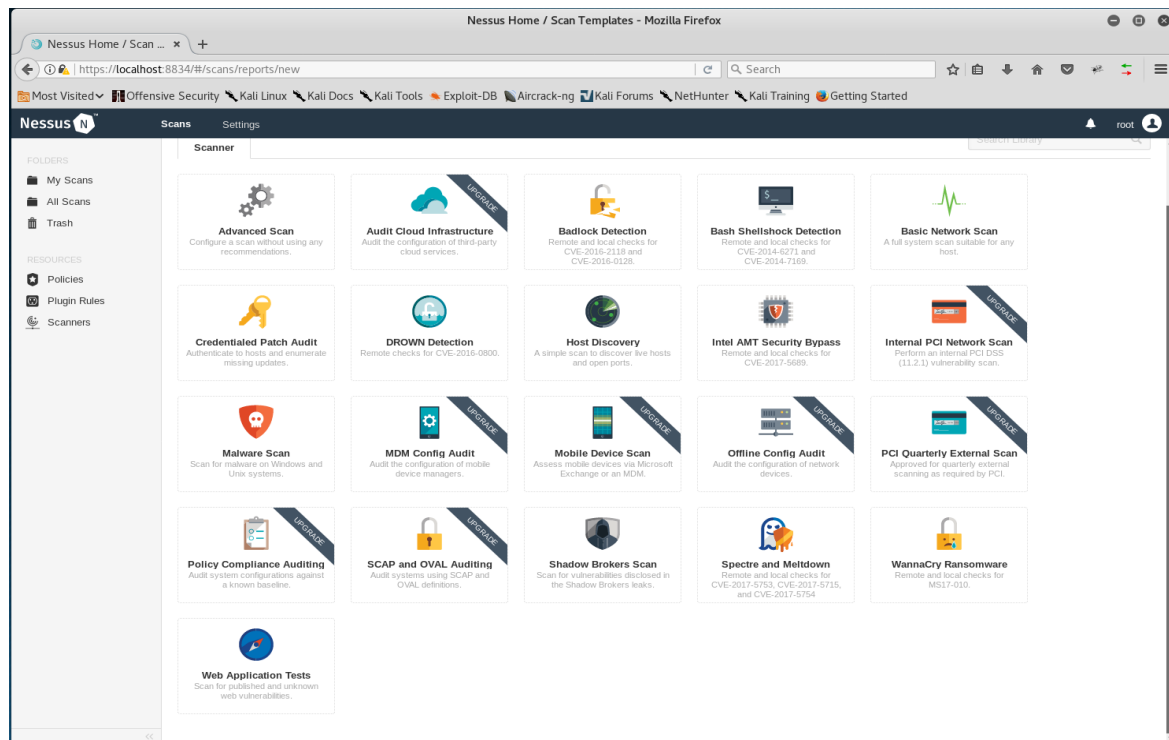 Nessus Home / Scan Templates - Mozilla Firefox
Nessus Home / Scan ...
https://localhost:8834/#/scans/reports/new
Search
Most Visited
Offensive Security
Kali Linux
Kali Docs
Kali Tools
Exploit-DB
Aircrack-ng
Kali Forums
NetHunter
Kali Training
Getting Started
Nessus N
Scans
Settings
root
FOLDERS
My Scans
All Scans
Trash
RESOURCES
Policies
Plugin Rules
Scanners
Scanner
Search Library
Advanced Scan
Configure a scan without using any
recommendations.
UPGRADE
Audit Cloud Infrastructure
Audit the configuration of third-party
cloud services.
Badlock Detection
Remote and local checks for
CVE-2016-2118 and
CVE-2016-0128.
$_
Bash Shellshock Detection
Remote and local checks for
CVE-2014-6271 and
CVE-2014-7169.
Basic Network Scan
A full system scan suitable for any
host.
Credentialed Patch Audit
Authenticate to hosts and enumerate
missing updates.
DROWN Detection
Remote checks for CVE-2016-0800.
Host Discovery
A simple scan to discover live hosts
and open ports.
Intel AMT Security Bypass
Remote and local checks for
CVE-2017-5689.
UPGRADE
Internal PCI Network Scan
Perform an internal PCI DSS
(11.2.1) vulnerability scan.
Malware Scan
Scan for malware on Windows and
Unix systems.
UPGRADE
MDM Config Audit
Audit the configuration of mobile
device managers.
UPGRADE
Mobile Device Scan
Assess mobile devices via Microsoft
Exchange or an MDM.
UPGRADE
Offline Config Audit
Audit the configuration of network
devices.
UPGRADE
PCI Quarterly External Scan
Approved for quarterly external
scanning as required by PCI.
UPGRADE
Policy Compliance Auditing
Audit system configurations against
a known baseline.
UPGRADE
SCAP and OVAL Auditing
Audit systems using SCAP and
OVAL definitions.
Shadow Brokers Scan
Scan for vulnerabilities disclosed in
the Shadow Brokers leaks.
Spectre and Meltdown
Remote and local checks for
CVE-2017-5753, CVE-2017-5715,
and CVE-2017-5754
WannaCry Ransomware
Remote and local checks for
MS17-010.
Web Application Tests
Scan for published and unknown
web vulnerabilities.